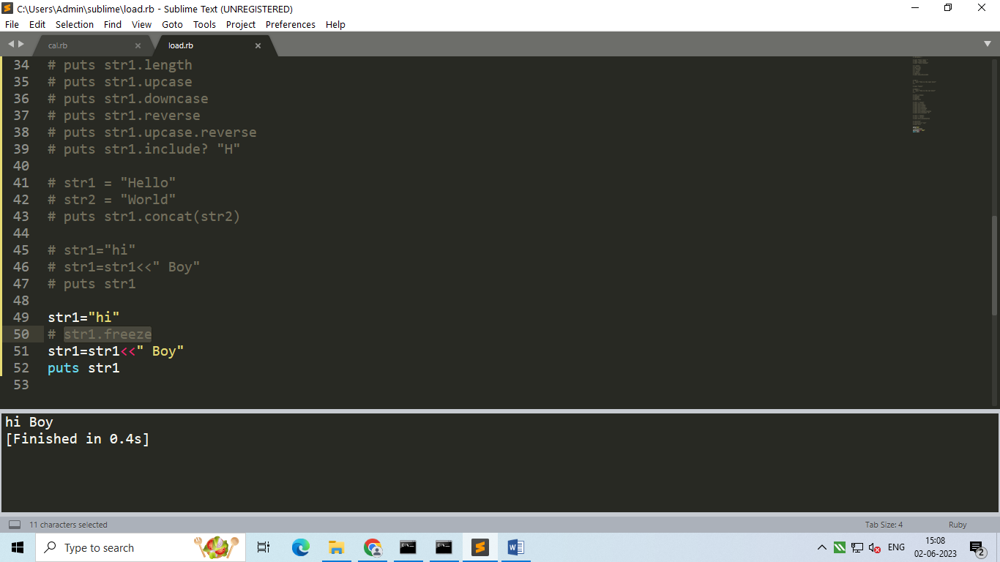 C:\Users\Admin\sublime\load.rb - Sublime Text (UNREGISTERED)
File Edit Selection Find View Goto Tools Project Preferences Help
cal.rb load.rb
34 # puts str1.length
35 # puts str1.upcase
36 # puts str1.downcase
37 # puts str1.reverse
38 # puts str1.upcase.reverse
39 # puts str1.include? "H"
40
41 # str1 = "Hello"
42 # str2 = "World"
43 # puts str1.concat(str2)
44
45 # str1="hi"
46 # str1=str1<<" Boy"
47 # puts str1
48
49 str1="hi"
50 # str1.freeze
51 str1=str1<<" Boy"
52 puts str1
53
hi Boy
[Finished in 0.4s]
11 characters selected Tab Size: 4 Ruby
Type to search ENG 15:08
02-06-2023 2